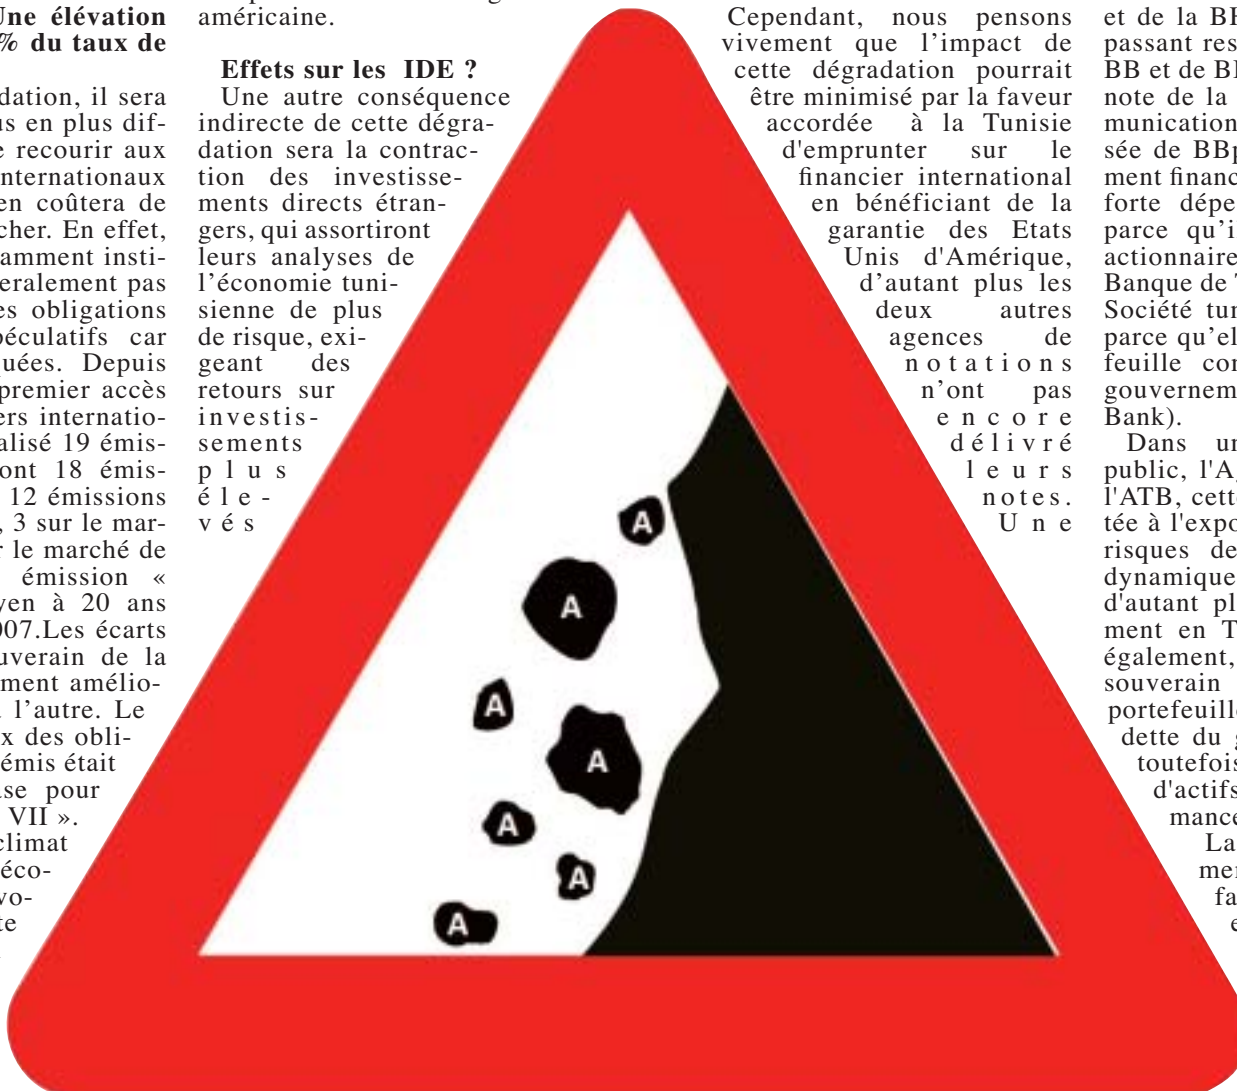 Une élévation
% du taux de
dation, il sera
us en plus dif-
e recourir aux
nternationaux
en coûtera de
cher. En effet,
amment insti-
neralement pas
es obligations
péculatifs car
uées. Depuis
premier accès
ers internatio-
alisé 19 émis-
ont 18 émis-
12 émissions
, 3 sur le mar-
r le marché de
émission «
yen à 20 ans
007.Les écarts
uverain de la
ment amélio-
l'autre. Le
x des obli-
émis était
ase pour
VII ».
climat
éco-
vo-
te
américaine.
Effets sur les IDE ?
Une autre conséquence
indirecte de cette dégra-
dation sera la contrac-
tion des investisse-
ments directs étran-
gers, qui assortiront
leurs analyses de
l'économie tuni-
sienne de plus
de risque, exi-
geant des
retours sur
investis-
sements
plus
éle-
vés
A
A
A
A
A
A
A
Cependant, nous pensons
vivement que l'impact de
cette dégradation pourrait
être minimisé par la faveur
accordée à la Tunisie
d'emprunter sur le
financier international
en bénéficiant de la
garantie des Etats
Unis d'Amérique,
d'autant plus les
deux autres
agences de
notations
n'ont pas
encore
délivré
leurs
notes.
Une
et de la BE
passant res
BB et de BI
note de la
munication
sée de BBp
ment financ
forte dépe
parce qu'i
actionnaire
Banque de T
Société tur
parce qu'el
feuille con
gouvernem
Bank).
Dans un
public, l'Ag
l'ATB, cette
tée à l'expo
risques de
dynamique
d'autant pl
ment en T
également,
souverain
portefeuille
dette du g
toutefois
d'actifs
mance
La
men
fa
e